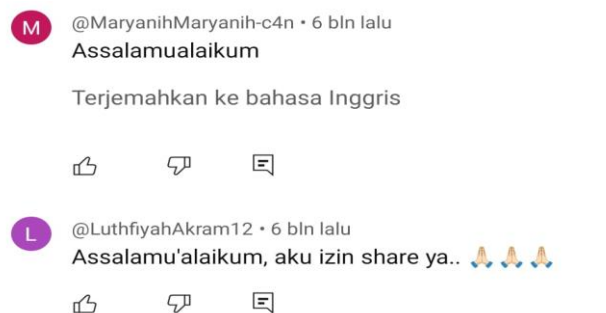 M
@MaryanihMaryanih-c4n • 6 bln lalu
Assalamualaikum
Terjemahkan ke bahasa Inggris
L
@LuthfiyahAkram12 • 6 bln lalu
Assalamu'alaikum, aku izin share ya.. 🙏🏻 🙏🏻 🙏🏻